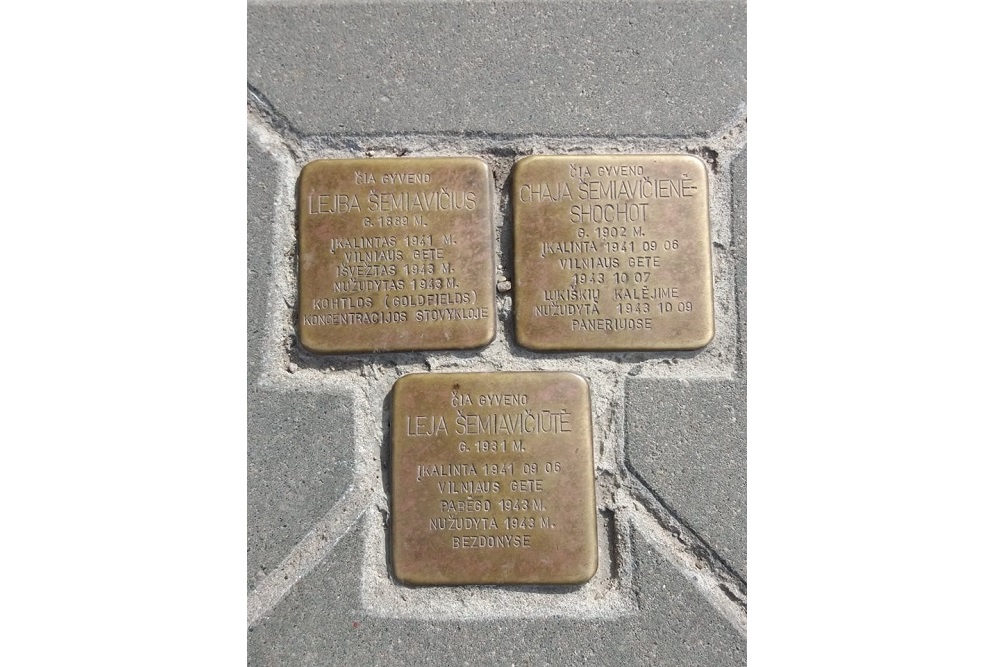 ČIA GYVENO
LEJBA ŠEMIAVIČIUS
G. 1889 M.
ĮKALINTAS 1941 M.
VILNIAUS GETE
IŠVEŽTAS 1943 M.
NUŽUDYTAS 1943 M.
KOHTLOS (GOLDFIELDS)
KONCENTRACIJOS STOVYKLOJE
ČIA GYVENO
CHAJA ŠEMIAVIČIENĖ-
SHOCHOT
G. 1902 M.
ĮKALINTA 1941 09 06
VILNIAUS GETE
1943 10 07
LUKIŠKIŲ KALĖJIME
NUŽUDYTA 1943 10 09
PANERIUOSE
ČIA GYVENO
LEJA ŠEMIAVIČIŪTĖ
G. 1931 M.
ĮKALINTA 1941 09 06
VILNIAUS GETE
PABĖGO 1943 M.
NUŽUDYTA 1943 M.
BEZDONYSE